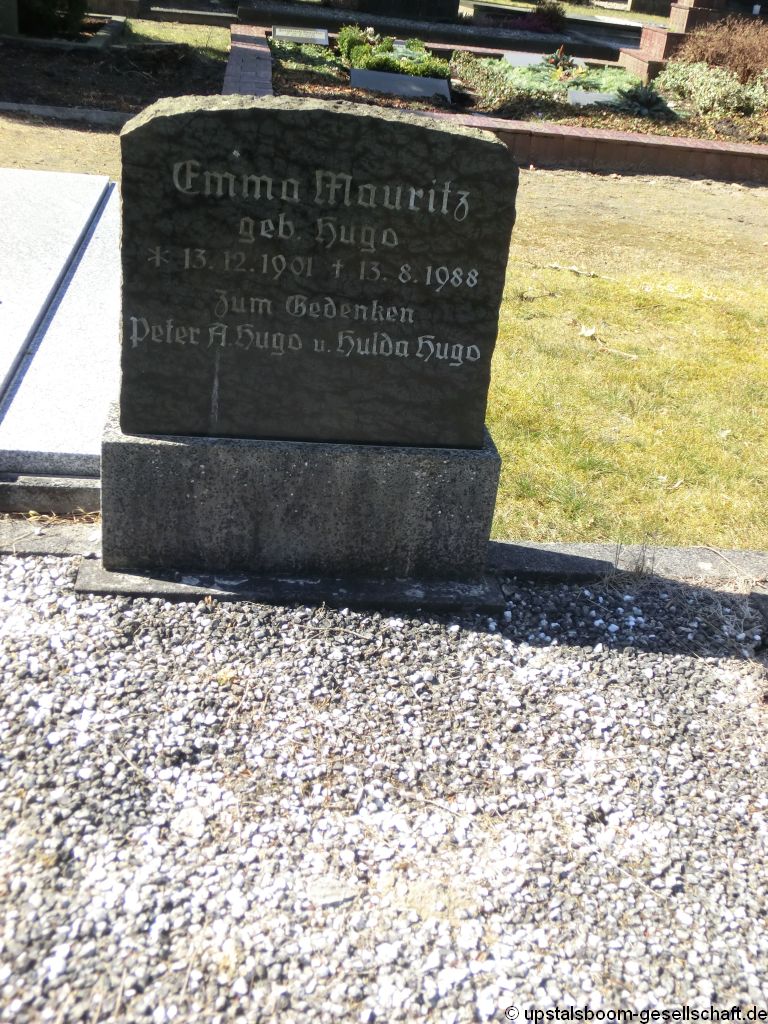 Emma Mauritz
geb. Hugo
* 13.12.1901 † 13.8.1988
Zum Gedenken
Peter A. Hugo u. Hulda Hugo
© upstalsboom-gesellschaft.de